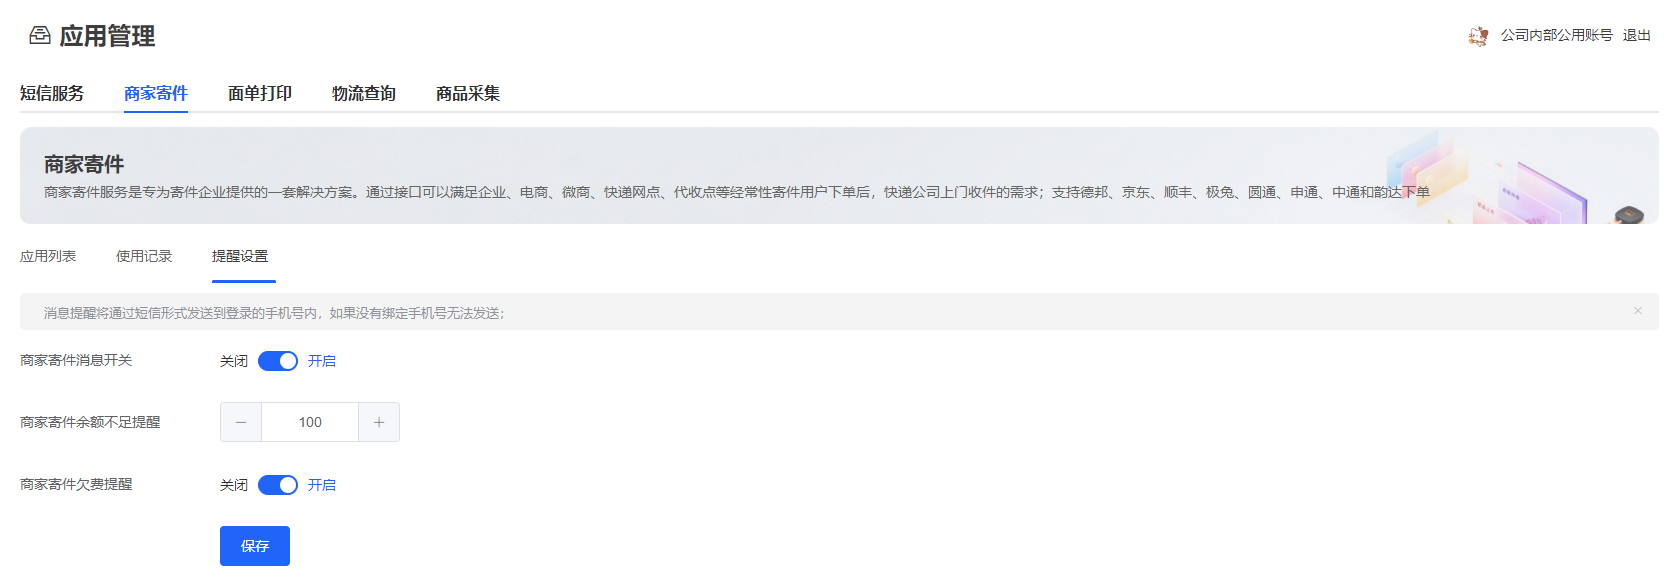 应用管理
公司内部公用账号 退出
短信服务 商家寄件 面单打印 物流查询 商品采集
商家寄件
商家寄件服务是专为寄件企业提供的一套解决方案。通过接口可以满足企业、电商、微商、快递网点、代收点等经常性寄件用户下单后，快递公司上门收件的需求；支持德邦、京东、顺丰、极兔、圆通、申通、中通和韵达下单
应用列表 使用记录 提醒设置
消息提醒将通过短信形式发送到登录的手机号内，如果没有绑定手机号无法发送；
商家寄件消息开关 关闭 开启
商家寄件余额不足提醒 100
商家寄件欠费提醒 关闭 开启
保存